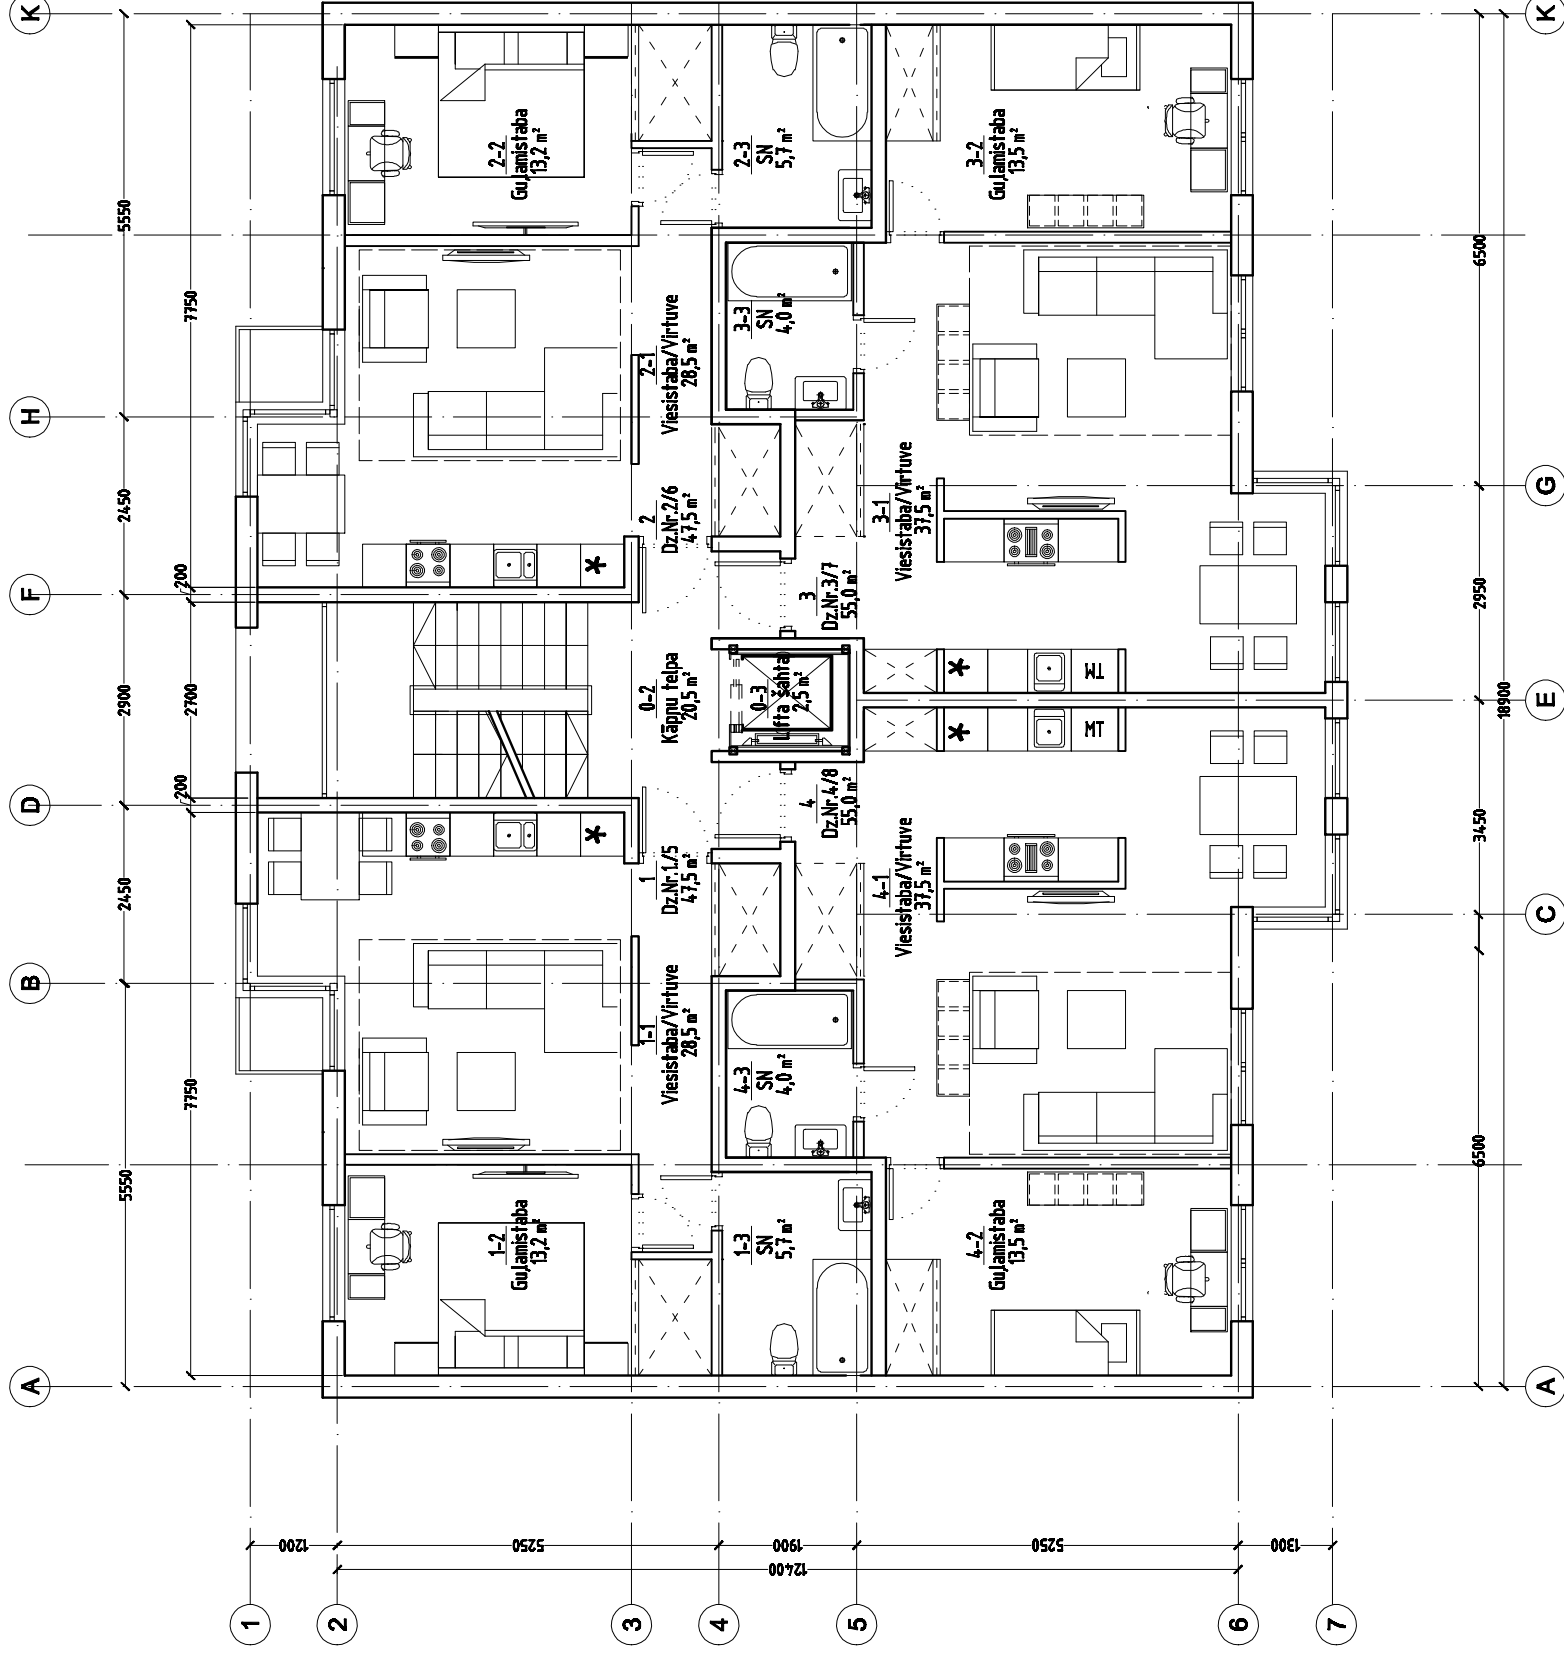 K
H
F
D
B
A
K
G
E
C
A
1
2
3
4
5
6
7
5550
2450
2900
2450
5550
7750
200
2700
200
7750
6500
2950
3450
6500
18900
1200
5250
1900
5250
1300
12400
2-2
Guļamistaba
13,2 m²
2-3
SN
5,7 m²
3-2
Guļamistaba
13,5 m²
2-1
Viesistaba/Virtuve
28,5 m²
3-3
SN
4,0 m²
2
Dz.Nr.2/6
47,5 m²
3-1
Viesistaba/Virtuve
37,5 m²
3
Dz.Nr.3/7
55,0 m²
0-2
Kāpņu telpa
20,5 m²
0-3
Lifta šahta
2,5 m²
TM
TM
1
Dz.Nr.1/5
47,5 m²
4
Dz.Nr.4/8
55,0 m²
4-1
Viesistaba/Virtuve
37,5 m²
1-1
Viesistaba/Virtuve
28,5 m²
4-3
SN
4,0 m²
1-2
Guļamistaba
13,2 m²
1-3
SN
5,7 m²
4-2
Guļamistaba
13,5 m²